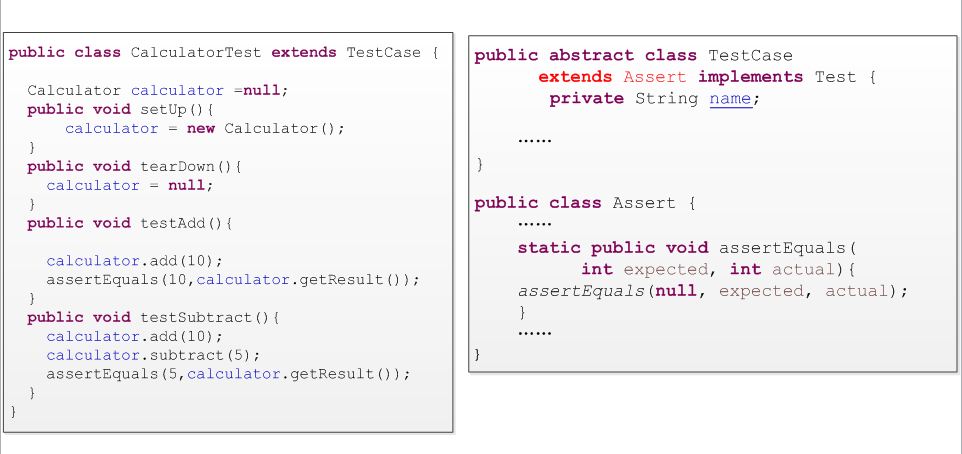 public class CalculatorTest extends TestCase {
Calculator calculator =null;
public void setUp(){
calculator = new Calculator();
}
public void tearDown(){
calculator = null;
}
public void testAdd(){
calculator.add(10);
assertEquals(10,calculator.getResult());
}
public void testSubtract(){
calculator.add(10);
calculator.subtract(5);
assertEquals(5,calculator.getResult());
}
}
public abstract class TestCase
extends Assert implements Test {
private String name;
……
}
public class Assert {
……
static public void assertEquals(
int expected, int actual){
assertEquals(null, expected, actual);
}
……
}